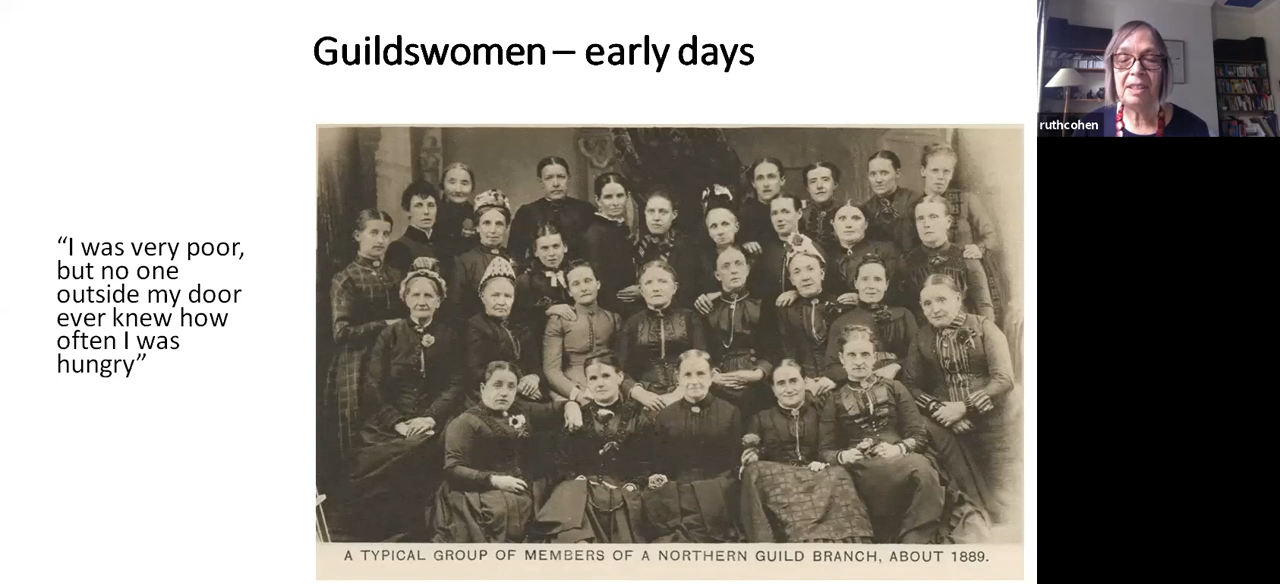 Guildswomen – early days
ruthcohen
“I was very poor,
but no one
outside my door
ever knew how
often I was
hungry”
A TYPICAL GROUP OF MEMBERS OF A NORTHERN GUILD BRANCH, ABOUT 1889.